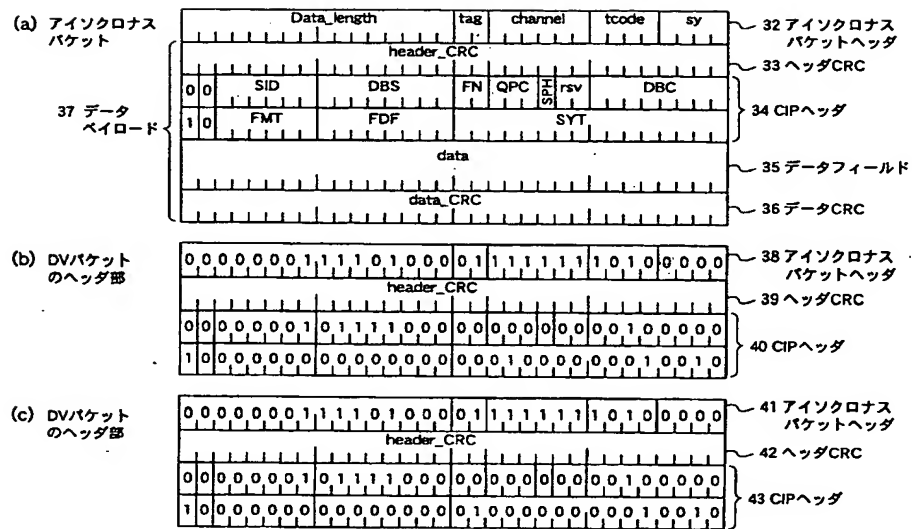 (a) アイソクロナス
パケット
Data_length tag channel tcode sy
32 アイソクロナス
パケットヘッダ
header_CRC
33 ヘッダCRC
37 データ
ペイロード
0 0 SID DBS FN QPC SPH rsv DBC
1 0 FMT FDF SYT
34 CIPヘッダ
data
35 データフィールド
data_CRC
36 データCRC
(b) DVパケット
のヘッダ部
0 0 0 0 0 0 0 1 1 1 1 0 1 0 0 0 0 1 1 1 1 1 1 1 1 0 1 0 0 0 0 0
38 アイソクロナス
パケットヘッダ
header_CRC
39 ヘッダCRC
0 0 0 0 0 0 0 1 0 1 1 1 1 0 0 0 0 0 0 0 0 0 0 0 0 0 1 0 0 0 0 0
1 0 0 0 0 0 0 0 0 0 0 0 0 0 0 0 0 0 0 1 0 0 0 0 0 0 0 1 0 0 1 0
40 CIPヘッダ
(c) DVパケット
のヘッダ部
0 0 0 0 0 0 0 1 1 1 1 0 1 0 0 0 0 1 1 1 1 1 1 1 1 0 1 0 0 0 0 0
41 アイソクロナス
パケットヘッダ
header_CRC
42 ヘッダCRC
0 0 0 0 0 0 0 1 0 1 1 1 1 0 0 0 0 0 0 0 0 0 0 0 0 0 1 0 0 0 0 0
1 0 0 0 0 0 0 0 0 0 0 0 0 0 0 0 0 1 0 0 0 0 0 0 0 0 0 1 0 0 1 0
43 CIPヘッダ